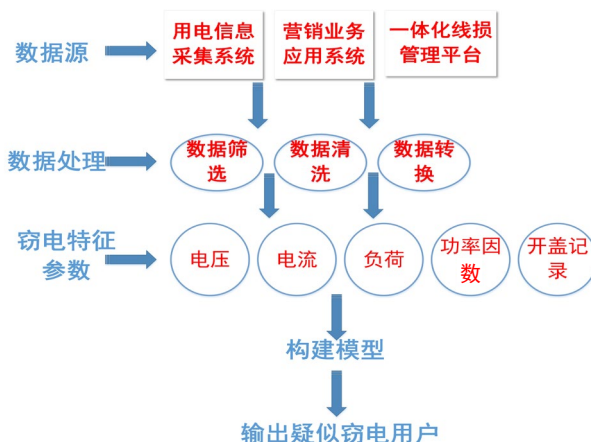 用电信息
采集系统
营销业务
应用系统
一体化线损
管理平台
数据源
数据处理
数据筛
选
数据清
洗
数据转
换
窃电特征
参数
电压
电流
负荷
功率因
数
开盖记
录
构建模型
输出疑似窃电用户